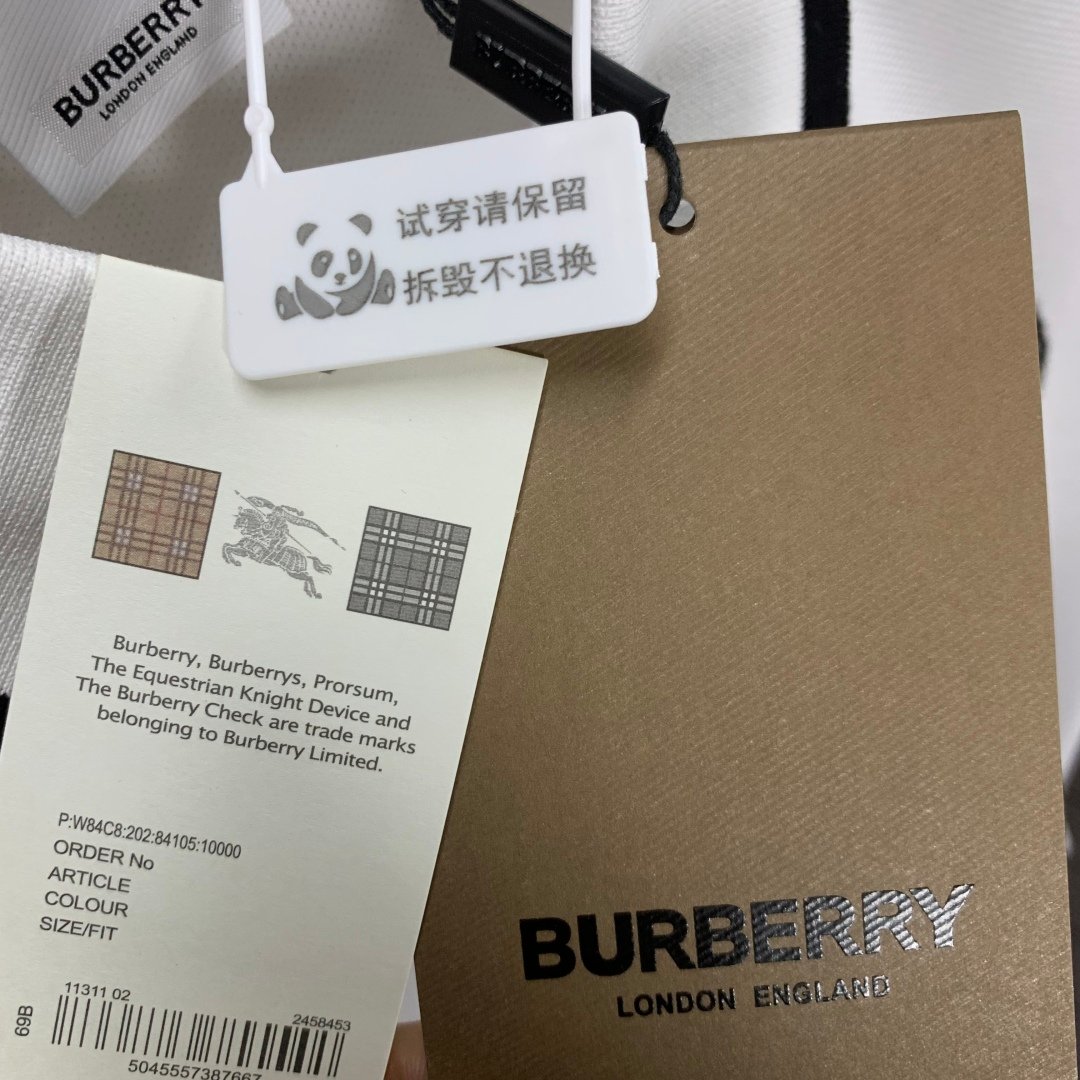 BURBERRY
LONDON ENGLAND
试穿请保留
拆毁不退换
Burberry, Burberrys, Prorsum,
The Equestrian Knight Device and
The Burberry Check are trade marks
belonging to Burberry Limited.
P:W84C8:202:84105:10000
ORDER No
ARTICLE
COLOUR
SIZE/FIT
11311 02
2458453
69B
5045557387667
BURBERRY
LONDON ENGLAND